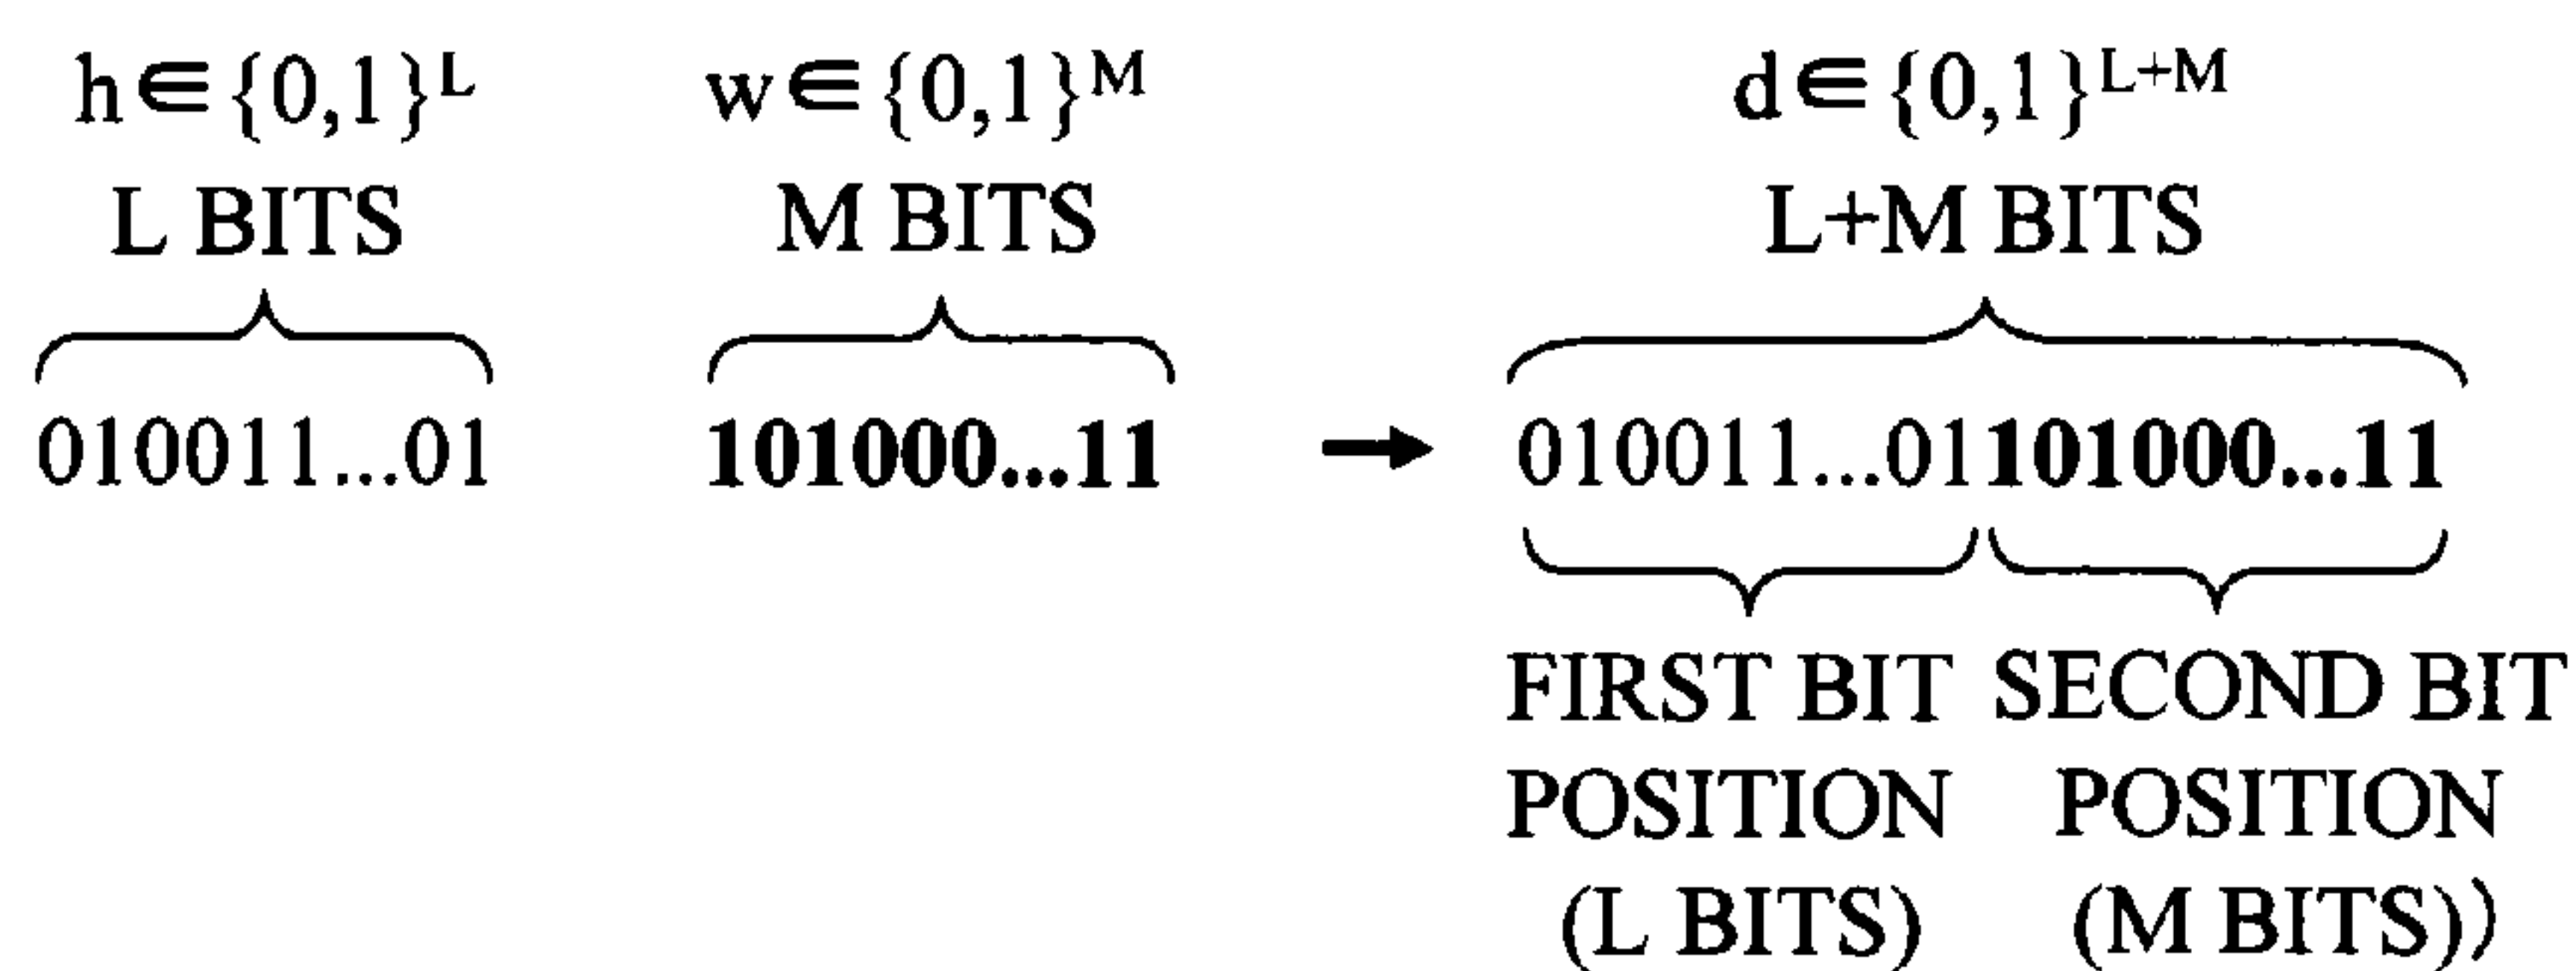 h∈{0,1}^L w∈{0,1}^M d∈{0,1}^{L+M}
L BITS M BITS L+M BITS
010011...01 101000...11 → 010011...01101000...11
FIRST BIT SECOND BIT
POSITION POSITION
(L BITS) (M BITS))